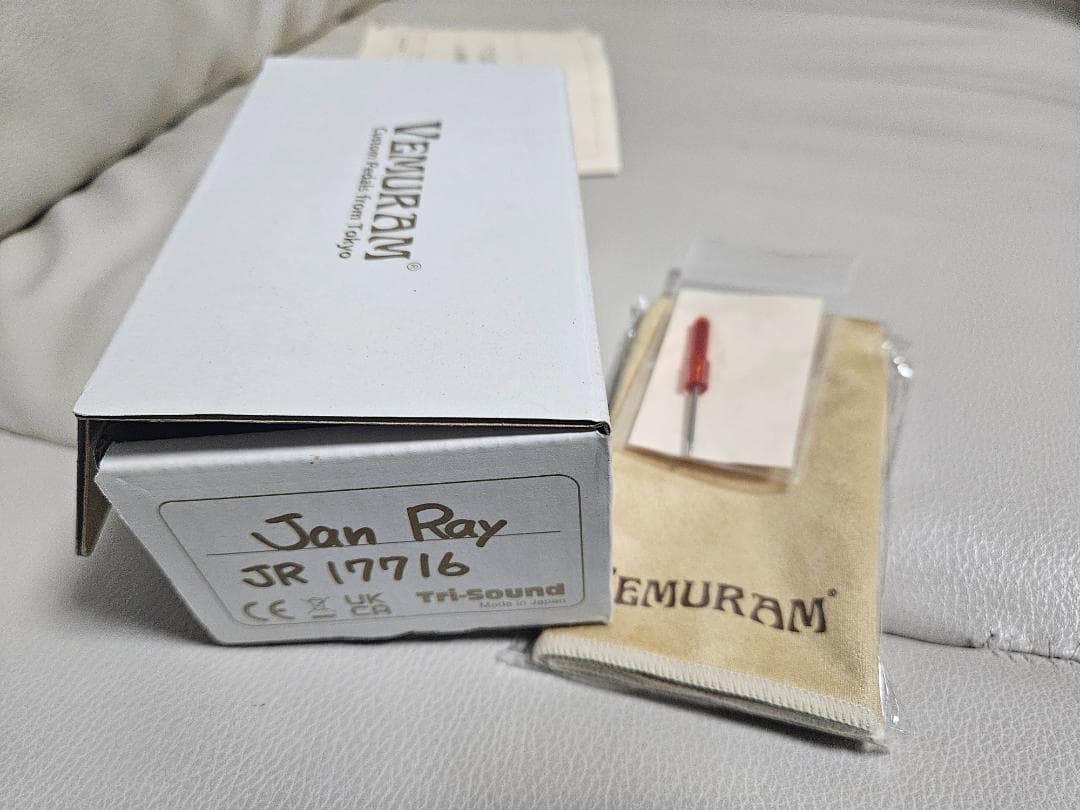 VEMURAM®
Custom Pedals from Tokyo
Jan Ray
JR 17716
CE UK CA Tri-Sound
Made in Japan
VEMURAM®